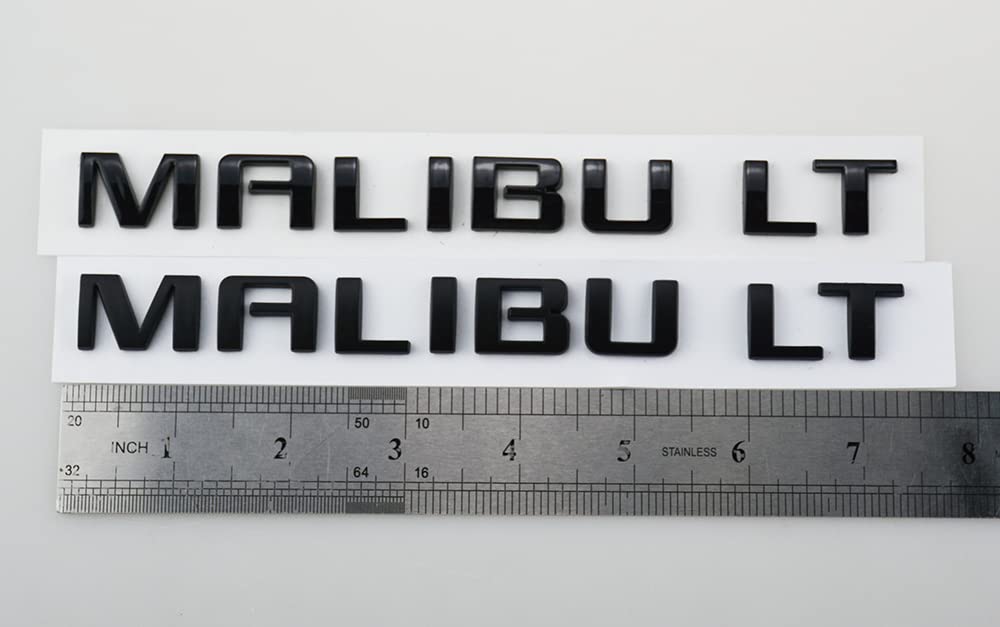 MALIBU LT
MALIBU LT
20 50 10
INCH 1 2 3 4 5 STAINLESS 6 7 8
32 64 16